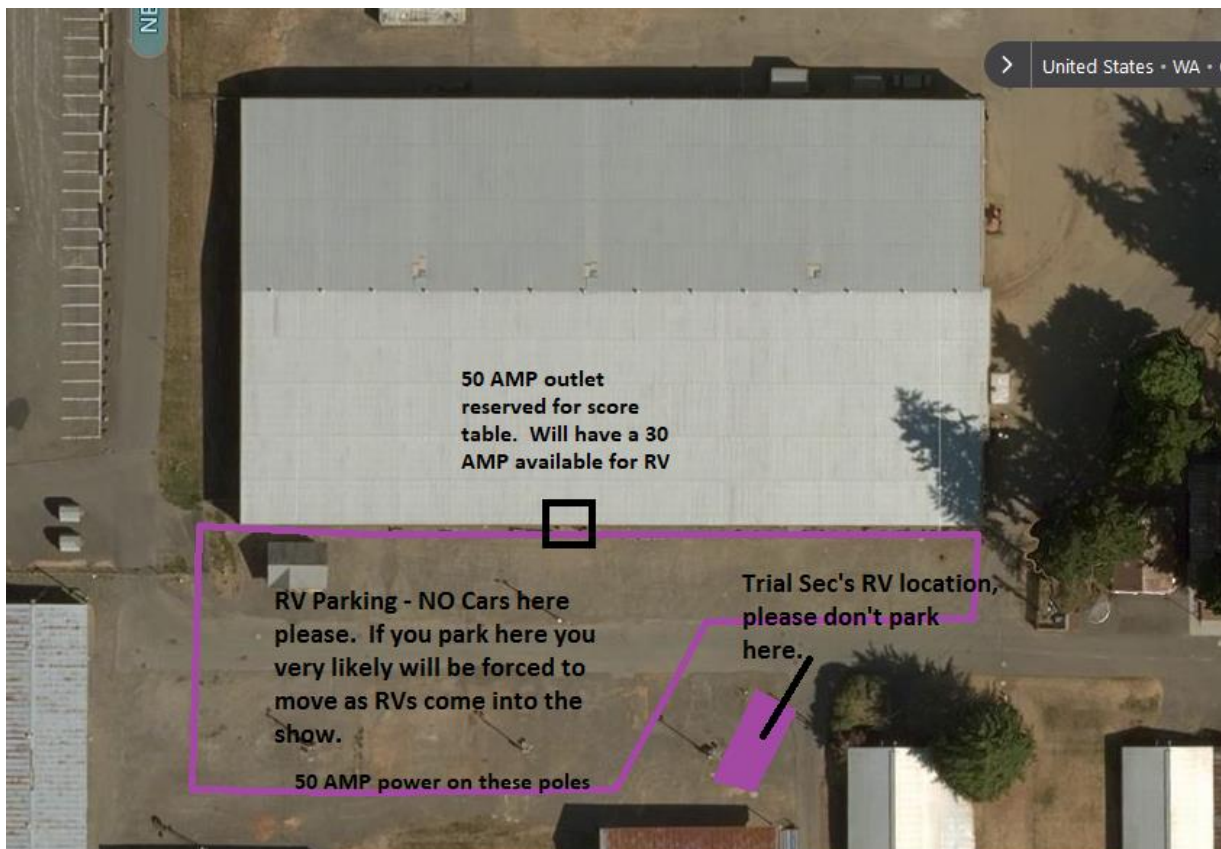 NE
United States • WA •
50 AMP outlet
reserved for score
table.  Will have a 30
AMP available for RV
RV Parking - NO Cars here
please.  If you park here you
very likely will be forced to
move as RVs come into the
show.
50 AMP power on these poles
Trial Sec's RV location,
please don't park
here.